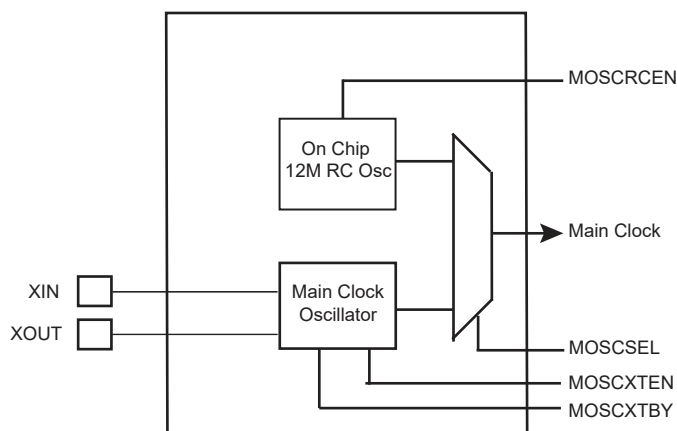 MOSCRCEN
On Chip
12M RC Osc
Main Clock
XIN
Main Clock
Oscillator
XOUT
MOSCSEL
MOSCXTEN
MOSCXTBY